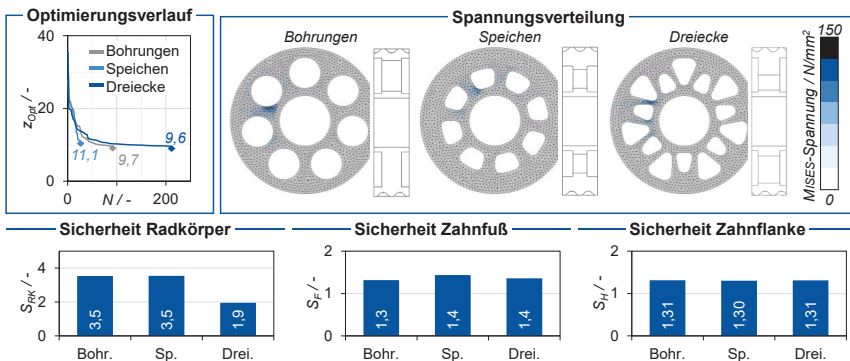 Optimierungsverlauf
40
20
0
z_Opt / -
Bohrungen
Speichen
Dreiecke
11,1
9,7
9,6
0
100
200
N / -
Spannungsverteilung
Bohrungen
Speichen
Dreiecke
MISES-Spannung / N/mm²
150
0
Sicherheit Radkörper
S_RK / -
4
2
0
3,5
3,5
1,9
Bohr.
Sp.
Drei.
Sicherheit Zahnfuß
S_F / -
2
1
0
1,3
1,4
1,4
Bohr.
Sp.
Drei.
Sicherheit Zahnflanke
S_H / -
2
1
0
1,31
1,30
1,31
Bohr.
Sp.
Drei.